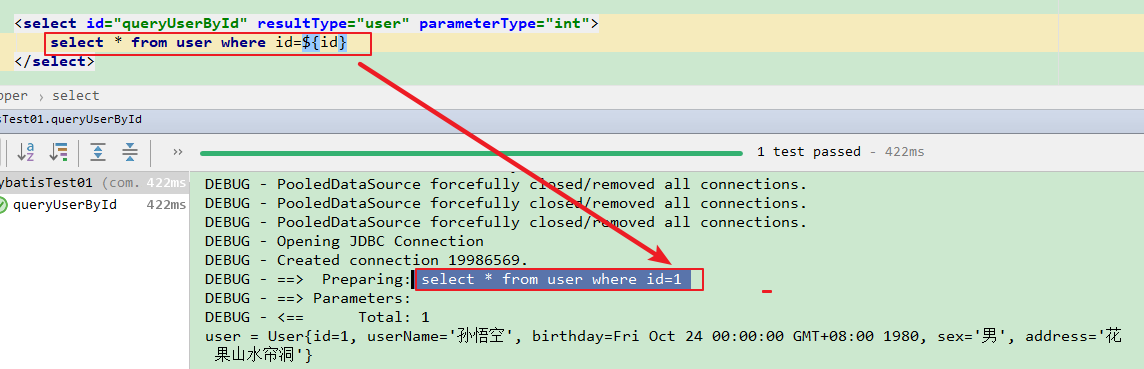 <select id="queryUserById" resultType="user" parameterType="int">
select * from user where id=${id}
</select>
pper › select
sTest01.queryUserById
›› 1 test passed - 422ms
ybatisTest01 (com. 422ms
queryUserById 422ms
DEBUG - PooledDataSource forcefully closed/removed all connections.
DEBUG - PooledDataSource forcefully closed/removed all connections.
DEBUG - PooledDataSource forcefully closed/removed all connections.
DEBUG - Opening JDBC Connection
DEBUG - Created connection 19986569.
DEBUG - ==>  Preparing: select * from user where id=1
DEBUG - ==> Parameters:
DEBUG - <==      Total: 1
user = User{id=1, userName='孙悟空', birthday=Fri Oct 24 00:00:00 GMT+08:00 1980, sex='男', address='花
果山水帘洞'}